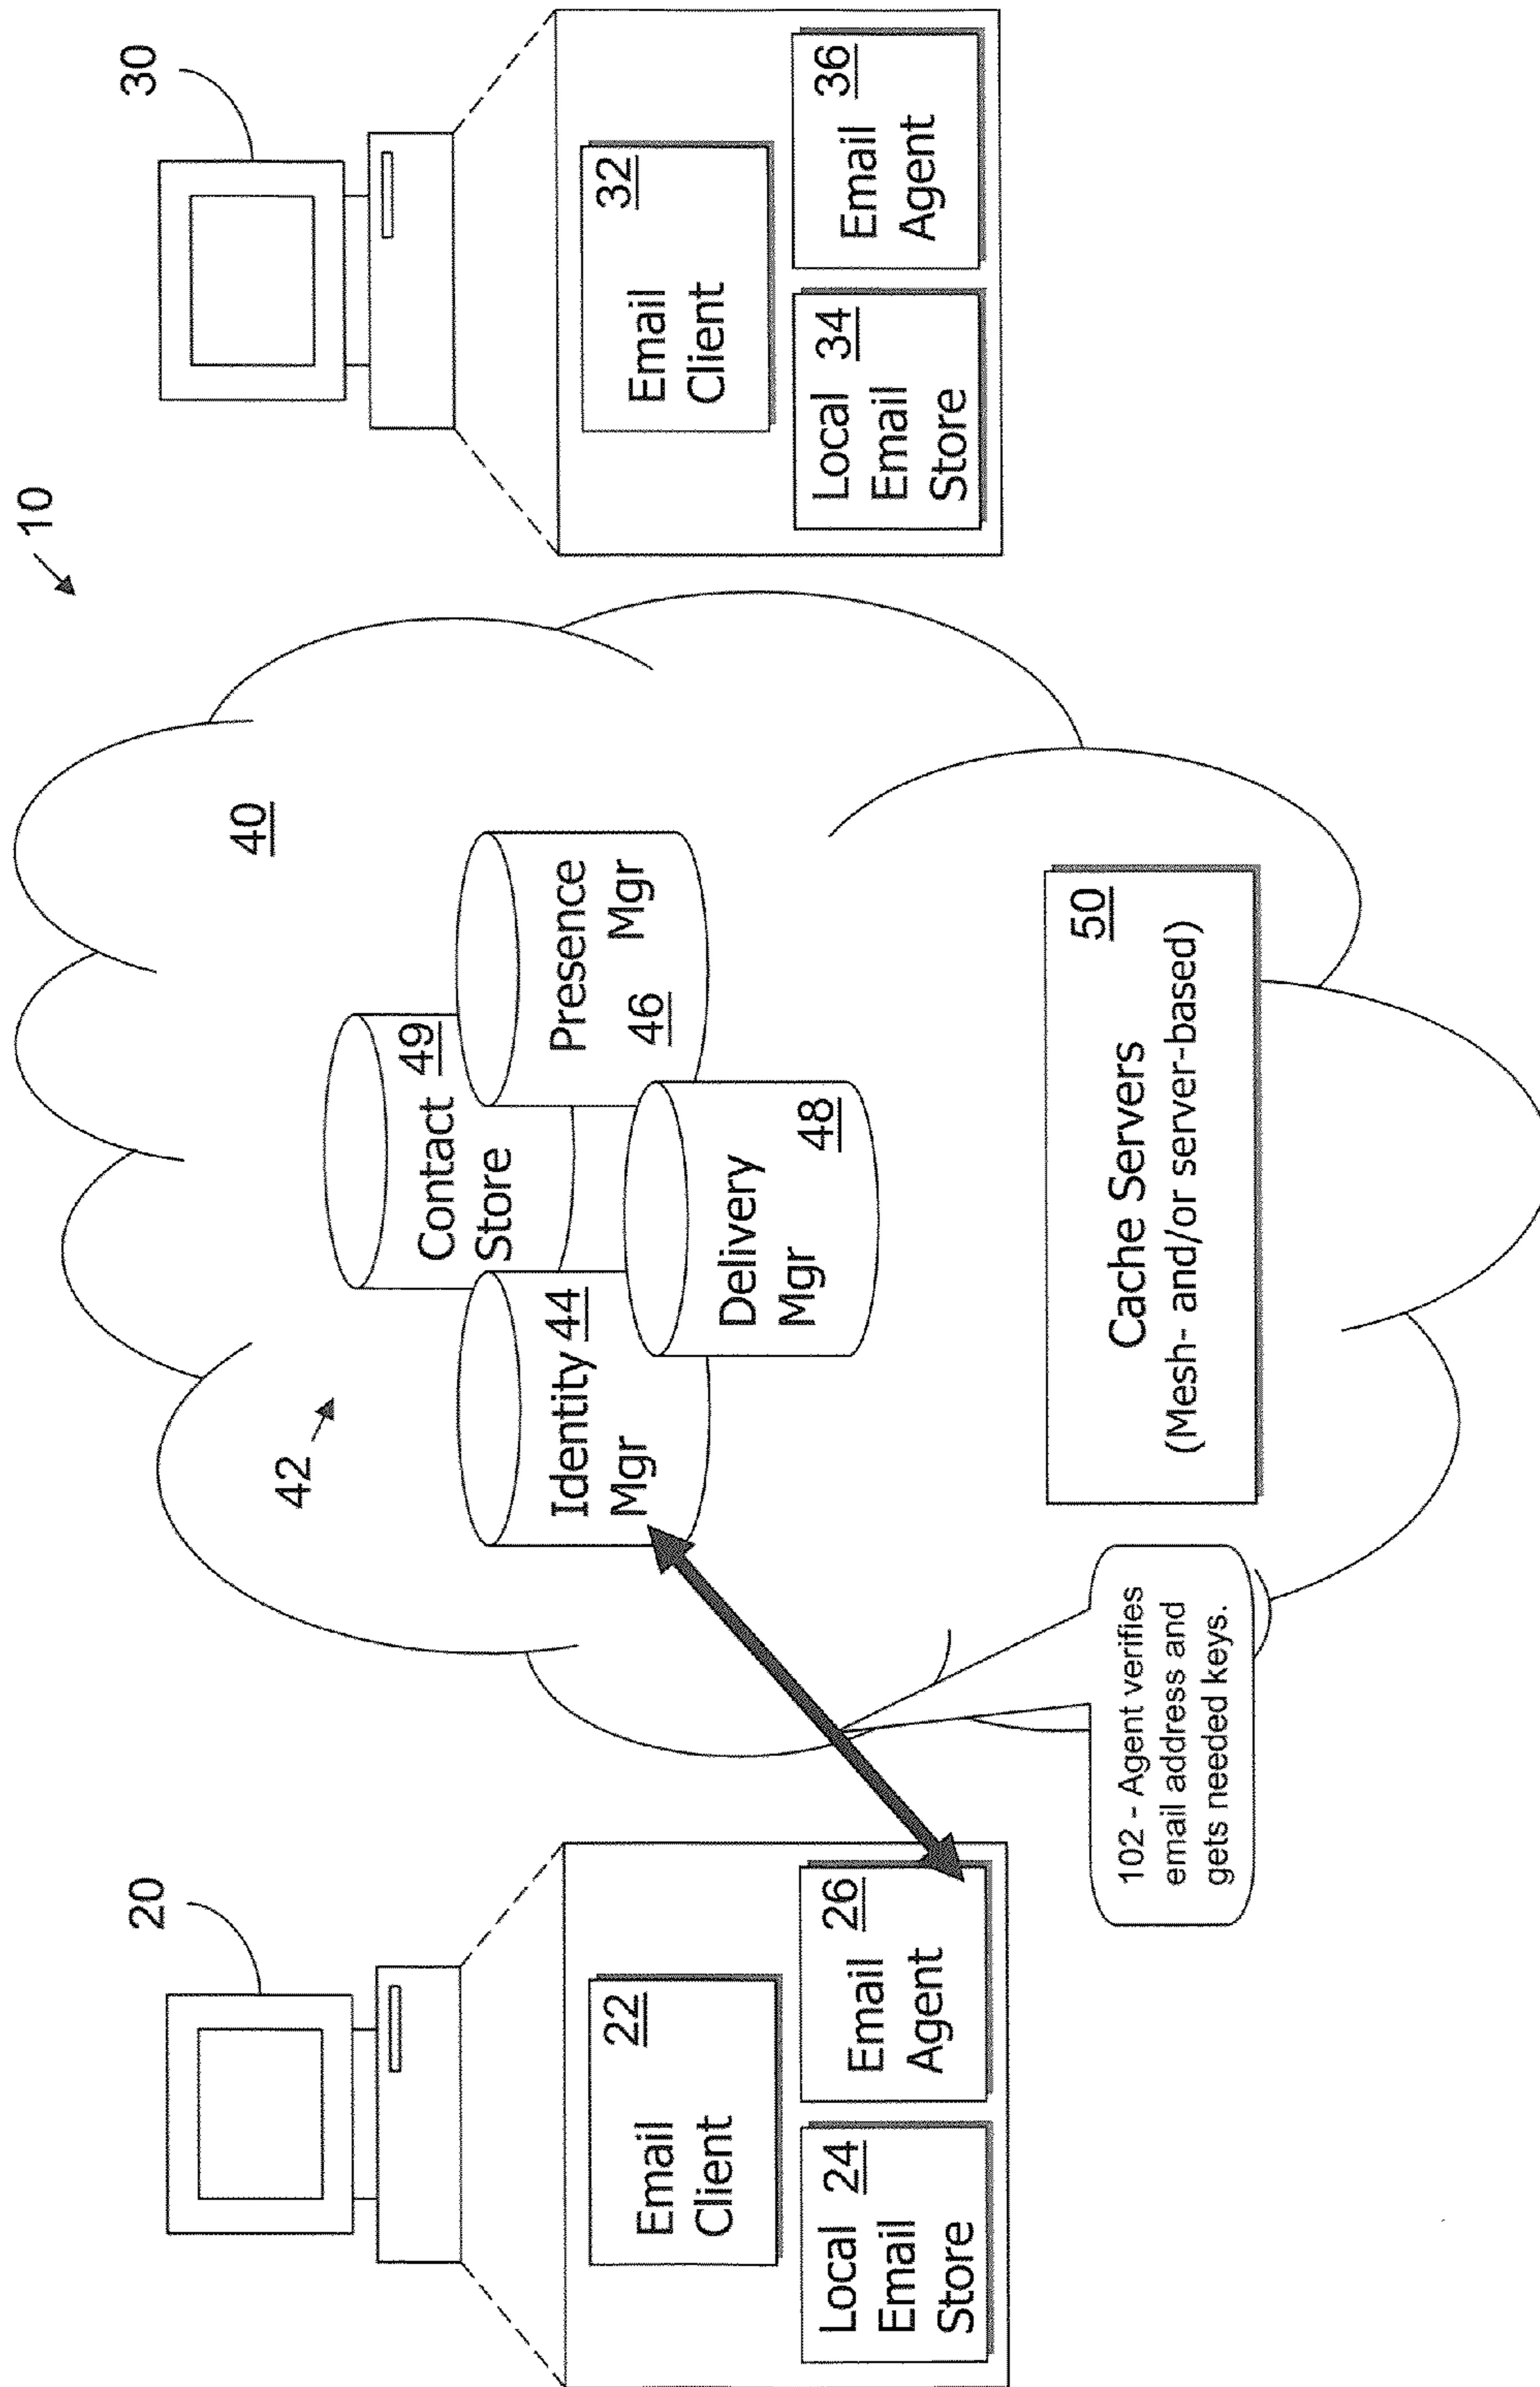 10
20
22
Email
Client
Local 24
Email
Store
26
Email
Agent
40
42
Contact
49
Store
Identity 44
Mgr
Presence
46 Mgr
Delivery
Mgr 48
50
Cache Servers
(Mesh- and/or server-based)
102 - Agent verifies
email address and
gets needed keys.
30
32
Email
Client
Local 34
Email
Store
36
Email
Agent